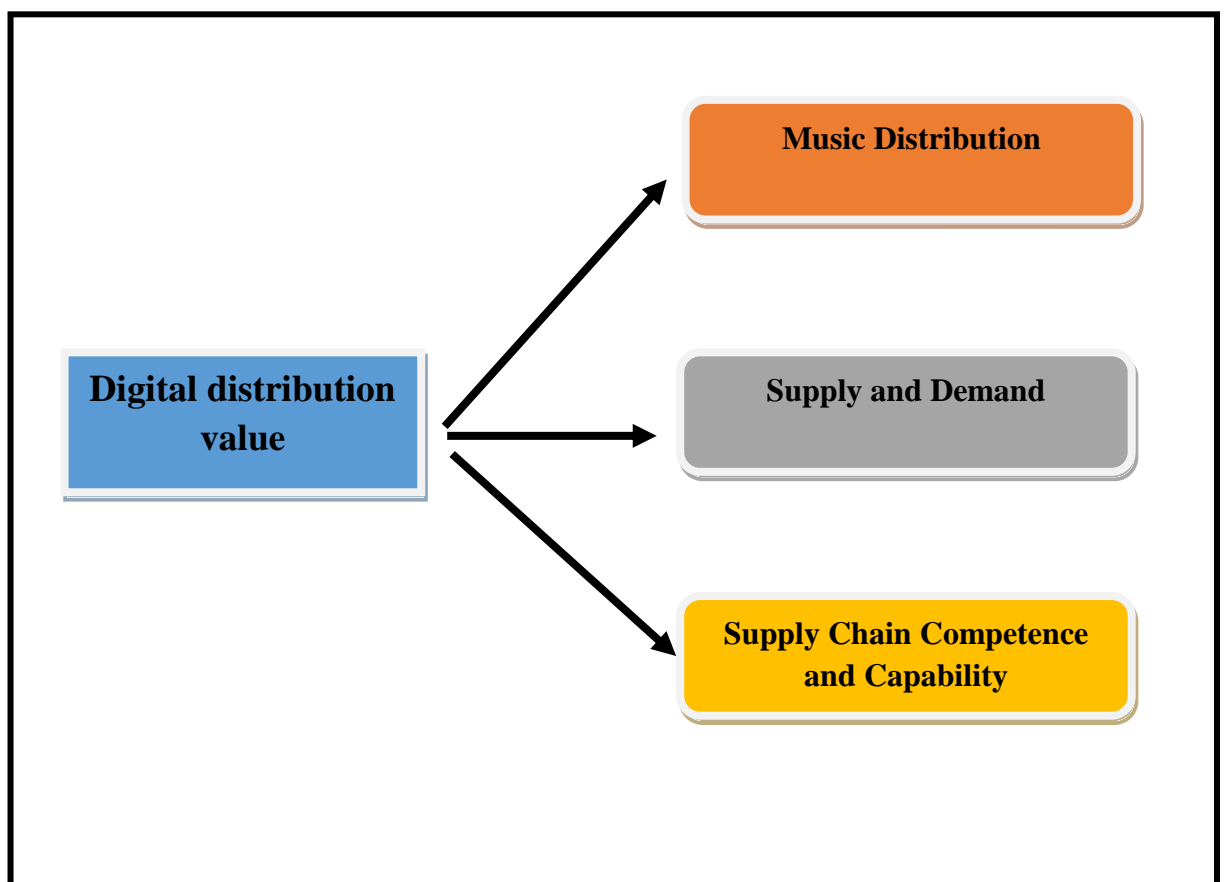 Music Distribution
Digital distribution
value
Supply and Demand
Supply Chain Competence
and Capability